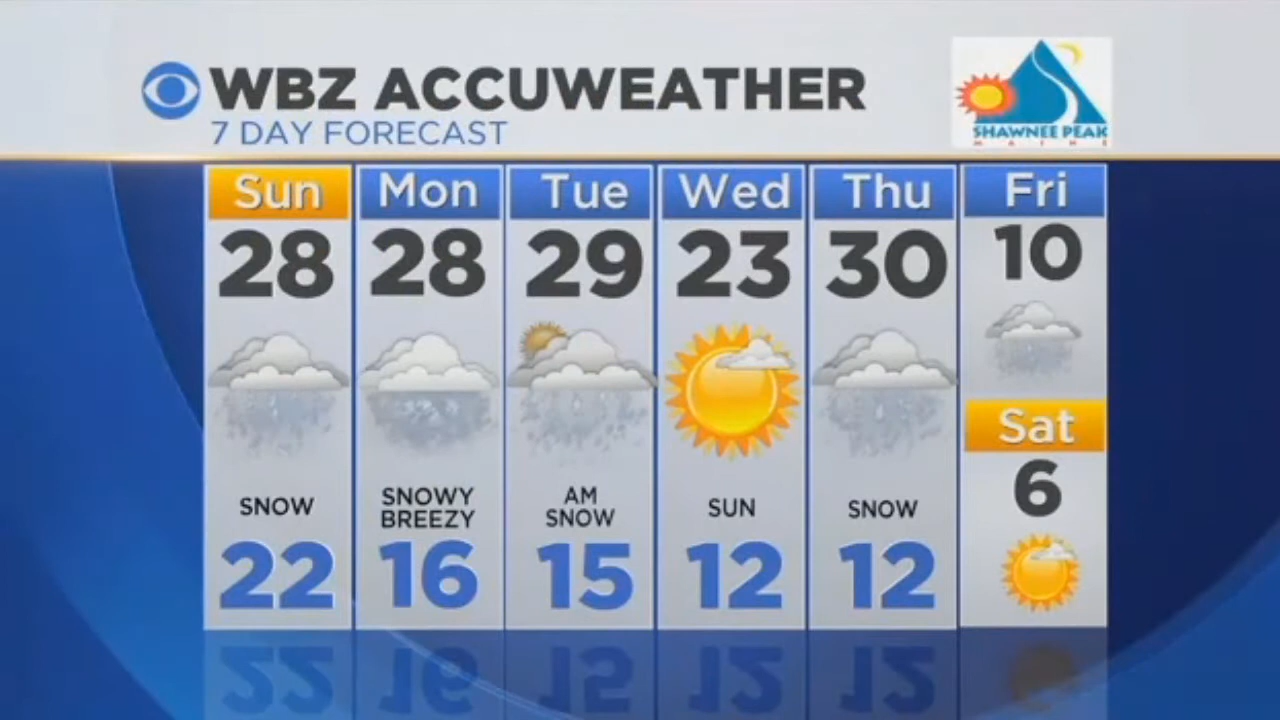 WBZ ACCUWEATHER
7 DAY FORECAST
SHAWNEE PEAK
MAINE
Sun
28
SNOW
22
Mon
28
SNOWY
BREEZY
16
Tue
29
AM
SNOW
15
Wed
23
SUN
12
Thu
30
SNOW
12
Fri
10
Sat
6